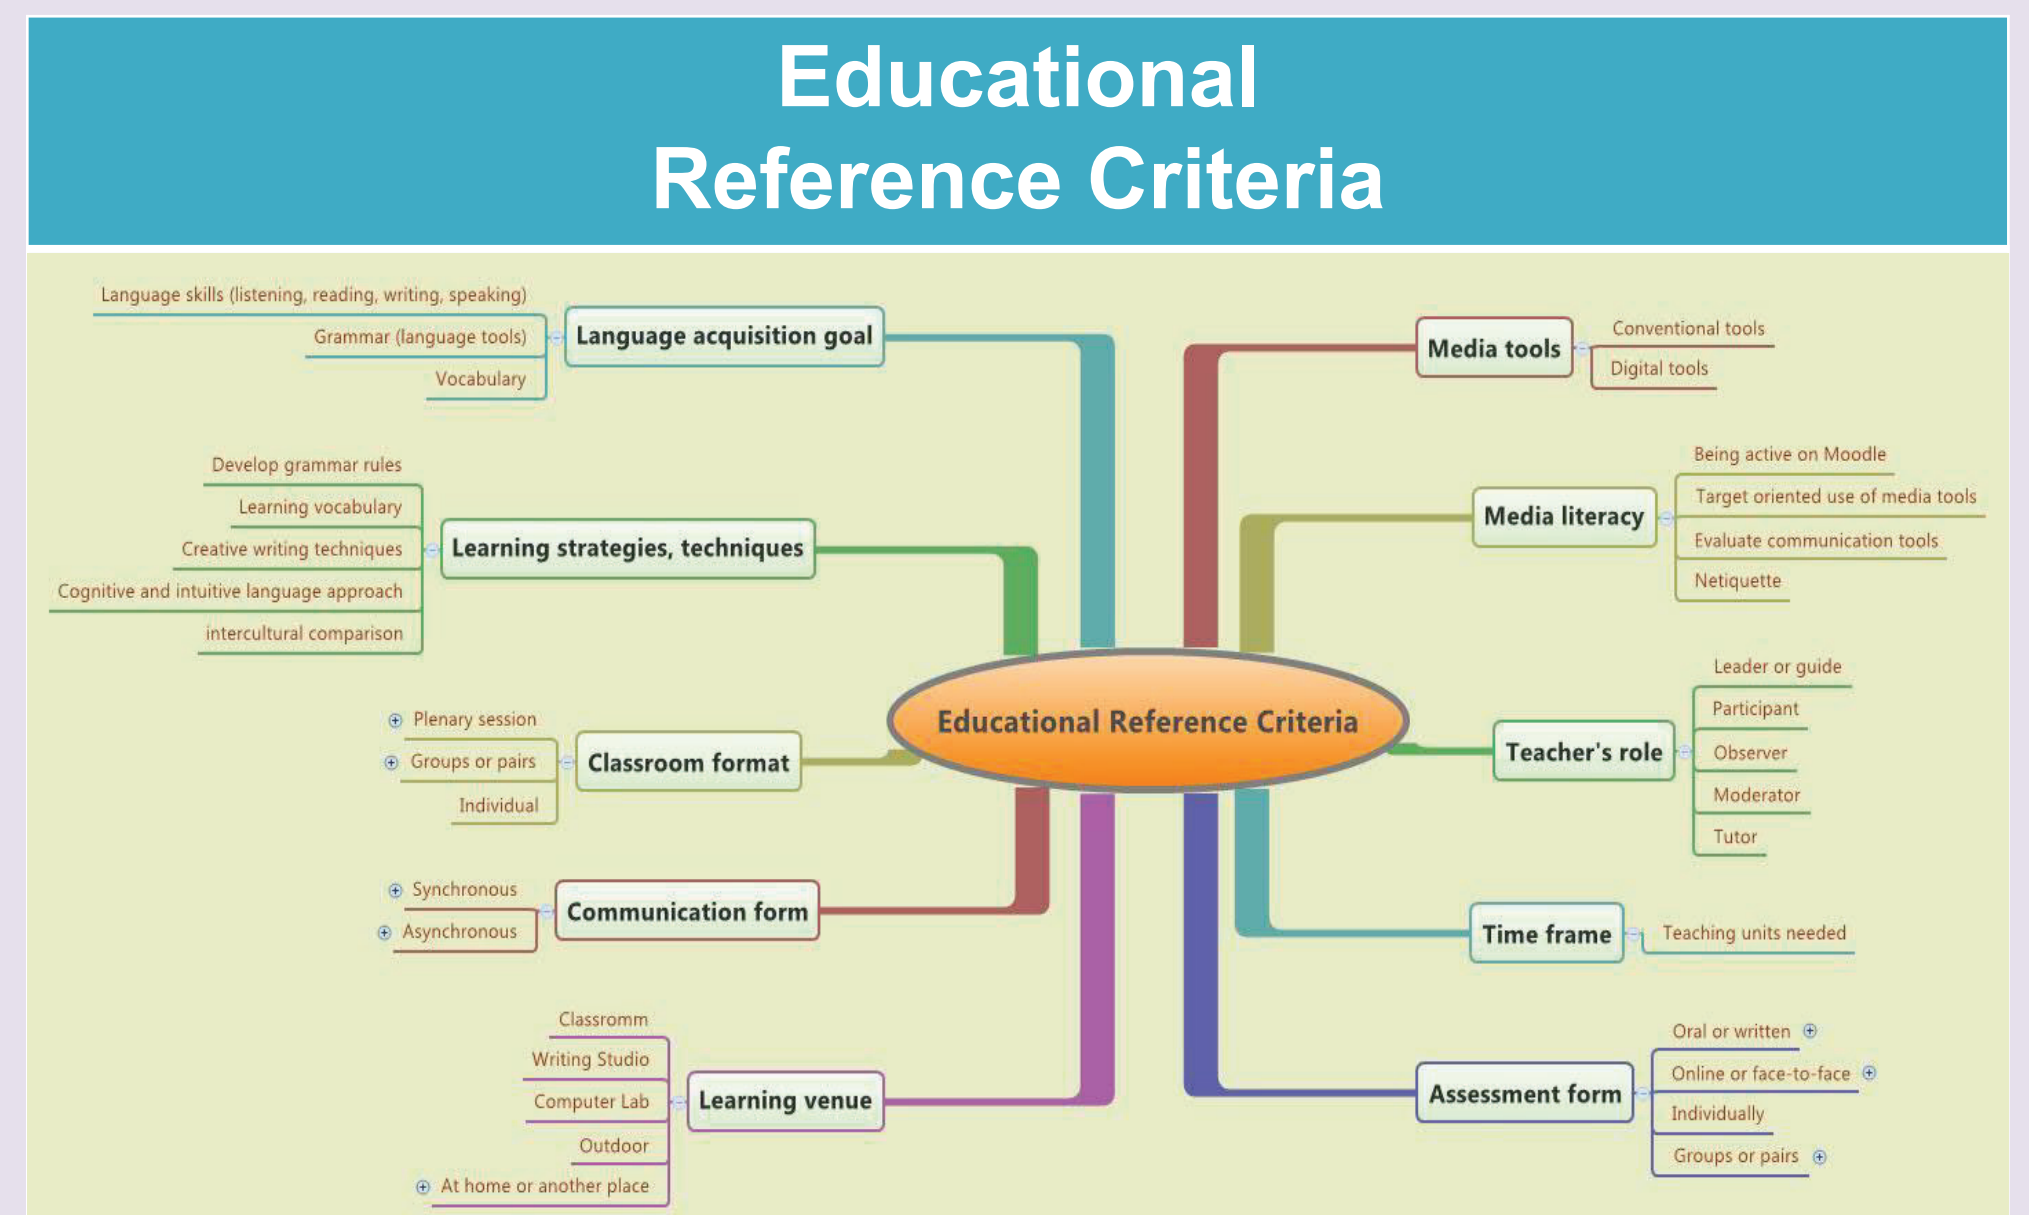 Educational
Reference Criteria
Language skills (listening, reading, writing, speaking)
Grammar (language tools)
Vocabulary
Language acquisition goal
Develop grammar rules
Learning vocabulary
Creative writing techniques
Cognitive and intuitive language approach
intercultural comparison
Learning strategies, techniques
Plenary session
Groups or pairs
Individual
Classroom format
Synchronous
Asynchronous
Communication form
Classromm
Writing Studio
Computer Lab
Outdoor
At home or another place
Learning venue
Educational Reference Criteria
Media tools
Conventional tools
Digital tools
Media literacy
Being active on Moodle
Target oriented use of media tools
Evaluate communication tools
Netiquette
Teacher's role
Leader or guide
Participant
Observer
Moderator
Tutor
Time frame
Teaching units needed
Assessment form
Oral or written
Online or face-to-face
Individually
Groups or pairs